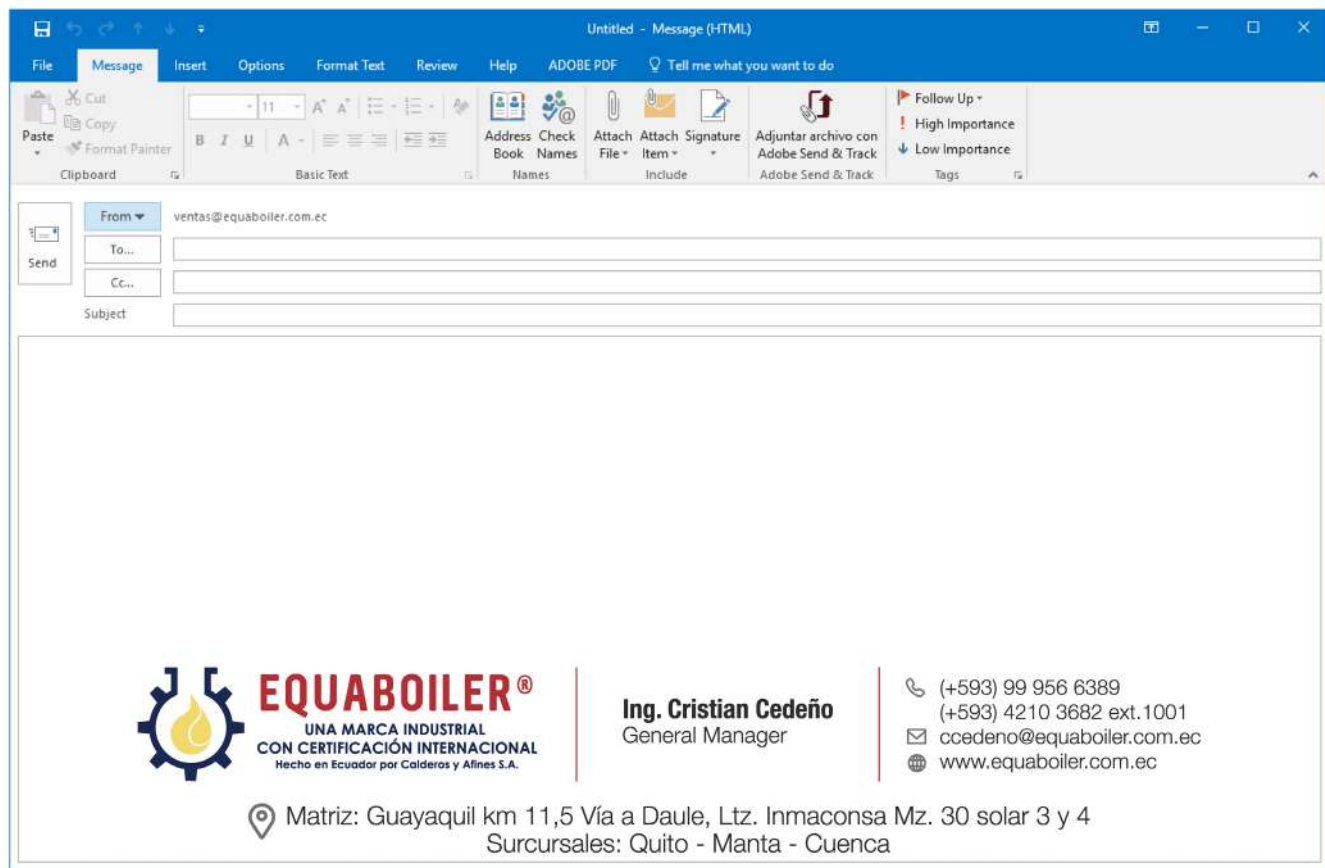 Untitled - Message (HTML)
File Message Insert Options Format Text Review Help ADOBE PDF Tell me what you want to do
Cut
Copy
Format Painter
Paste
Clipboard
11
B I U A
Basic Text
Address Book
Check Names
Names
Attach File
Attach Item
Signature
Include
Adjuntar archivo con
Adobe Send & Track
Adobe Send & Track
Follow Up
High Importance
Low Importance
Tags
Send
From ventas@equaboiler.com.ec
To...
Cc...
Subject
EQUABOILER®
UNA MARCA INDUSTRIAL
CON CERTIFICACIÓN INTERNACIONAL
Hecho en Ecuador por Calderos y Afines S.A.
Ing. Cristian Cedeño
General Manager
(+593) 99 956 6389
(+593) 4210 3682 ext.1001
ccedeno@equaboiler.com.ec
www.equaboiler.com.ec
Matriz: Guayaquil km 11,5 Vía a Daule, Ltz. Inmaconsa Mz. 30 solar 3 y 4
Surcursales: Quito - Manta - Cuenca